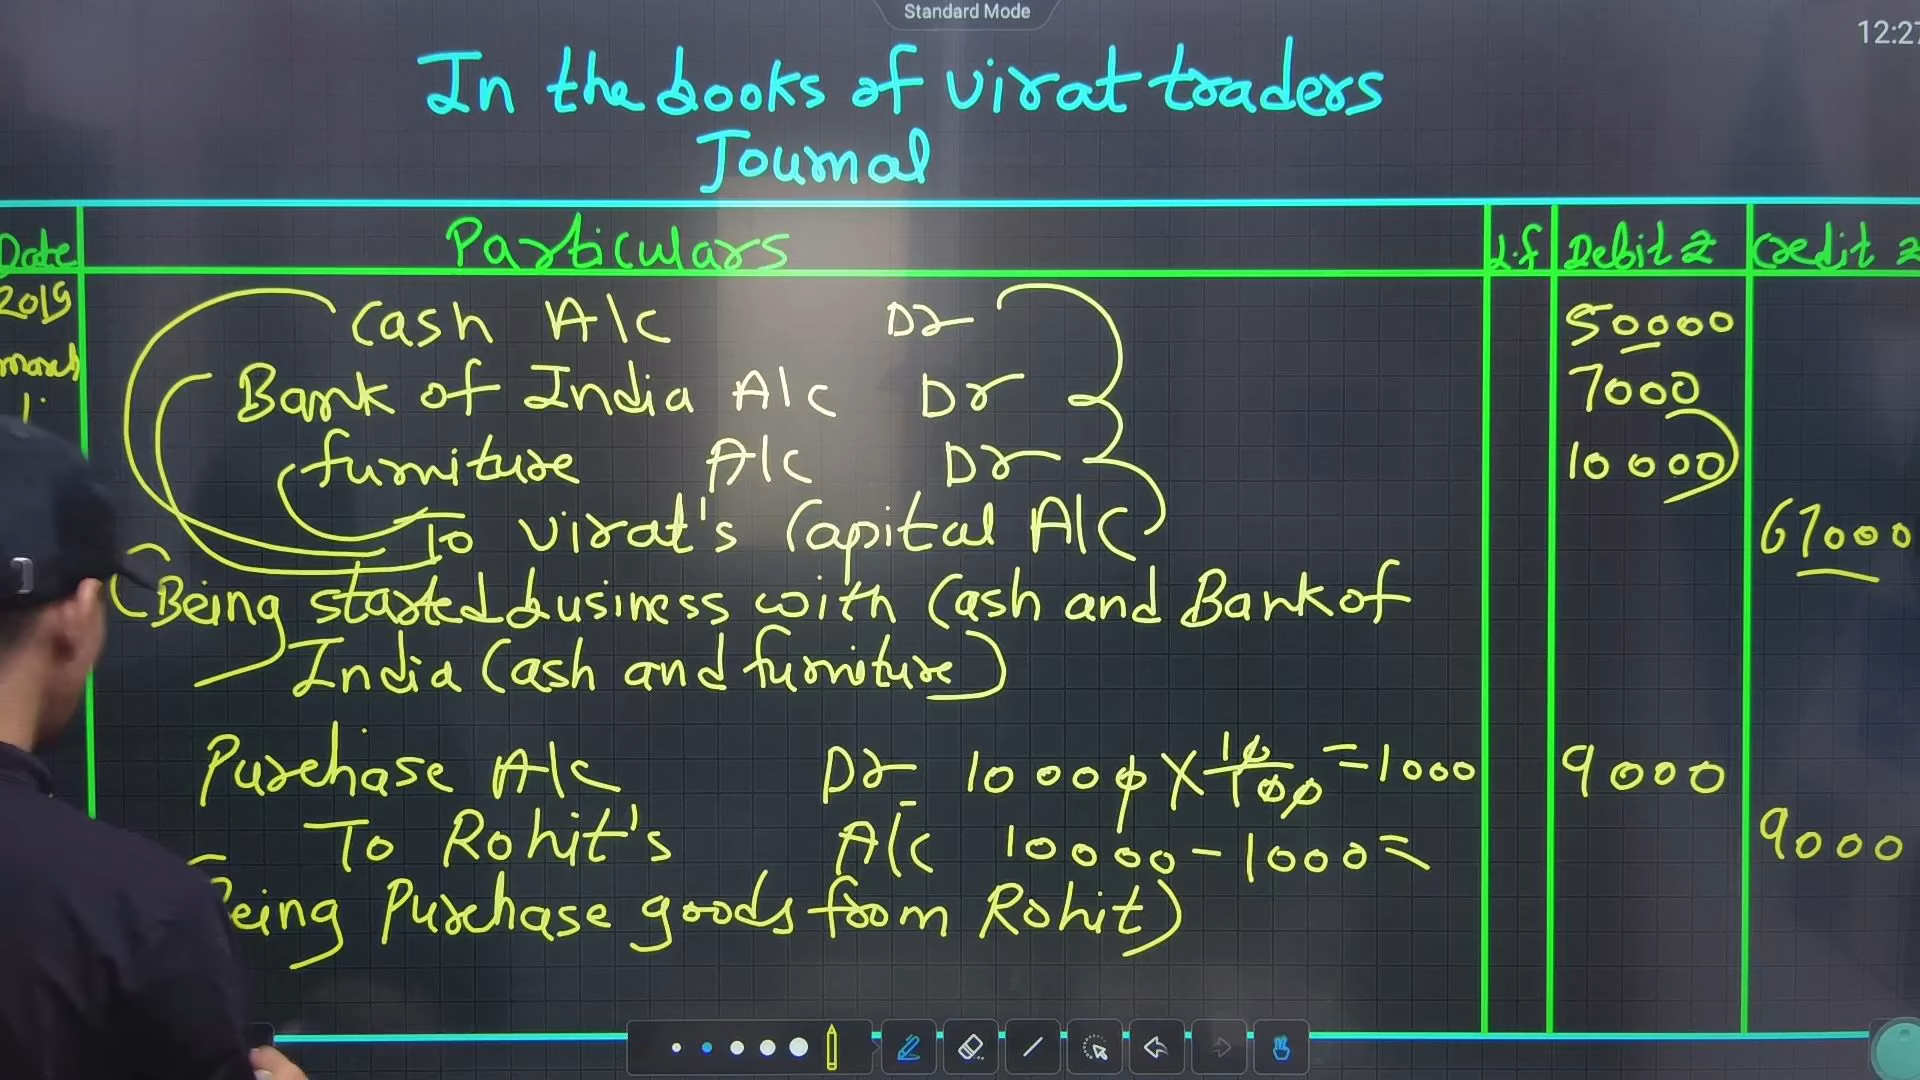 Standard Mode
12:27
In the books of virat traders
Journal
Date Particulars L.f Debit ₹ Credit ₹
2019
march
1
Cash A/c Dr 50000
Bank of India A/c Dr 7000
furniture A/c Dr 10000
To virat's Capital A/C 67000
(Being started business with Cash and Bank of
India Cash and furniture)
Purchase A/c Dr 10000 X 10/100 = 1000 9000
To Rohit's A/c 10000 - 1000 = 9000
Being Purchase goods from Rohit)